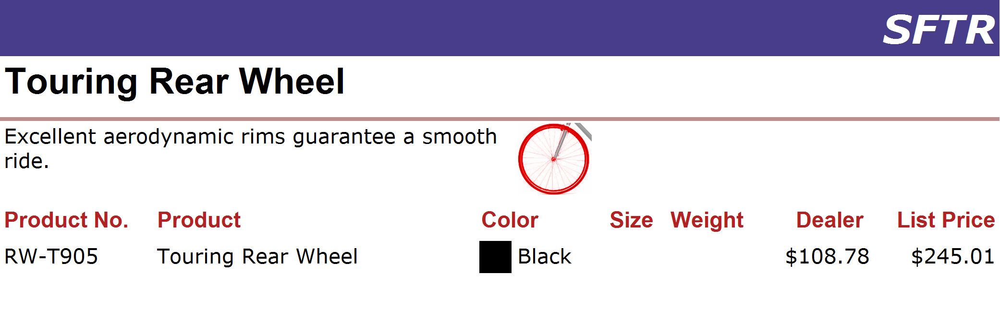 SFTR
Touring Rear Wheel
Excellent aerodynamic rims guarantee a smooth
ride.
Product No. Product Color Size Weight Dealer List Price
RW-T905 Touring Rear Wheel Black $108.78 $245.01